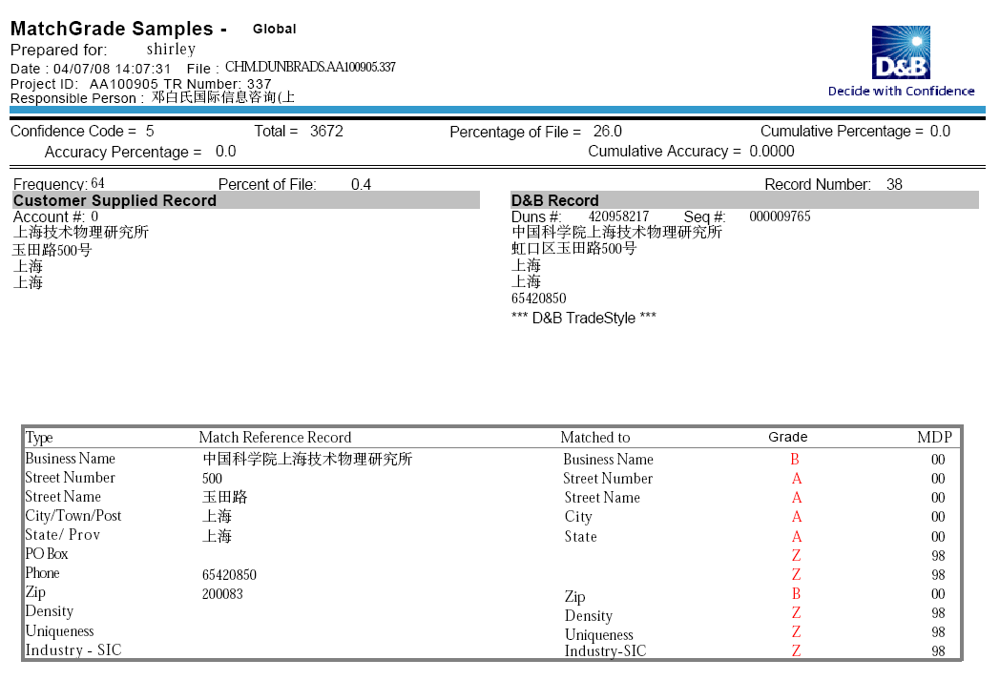 MatchGrade Samples - Global
Prepared for: shirley
Date : 04/07/08 14:07:31 File : CHM.DUNBRADS.AA100905.337
Project ID: AA100905 TR Number: 337
Responsible Person : 邓白氏国际信息咨询(上
D&B
Decide with Confidence
Confidence Code = 5 Total = 3672 Percentage of File = 26.0 Cumulative Percentage = 0.0
Accuracy Percentage = 0.0 Cumulative Accuracy = 0.0000
Frequency: 64 Percent of File: 0.4 Record Number: 38
Customer Supplied Record
Account #: 0
上海技术物理研究所
玉田路500号
上海
上海
D&B Record
Duns #: 420958217 Seq #: 000009765
中国科学院上海技术物理研究所
虹口区玉田路500号
上海
上海
65420850
*** D&B TradeStyle ***
Type Match Reference Record Matched to Grade MDP
Business Name 中国科学院上海技术物理研究所 Business Name B 00
Street Number 500 Street Number A 00
Street Name 玉田路 Street Name A 00
City/Town/Post 上海 City A 00
State/ Prov 上海 State A 00
PO Box Z 98
Phone 65420850 Z 98
Zip 200083 Zip B 00
Density Density Z 98
Uniqueness Uniqueness Z 98
Industry - SIC Industry-SIC Z 98